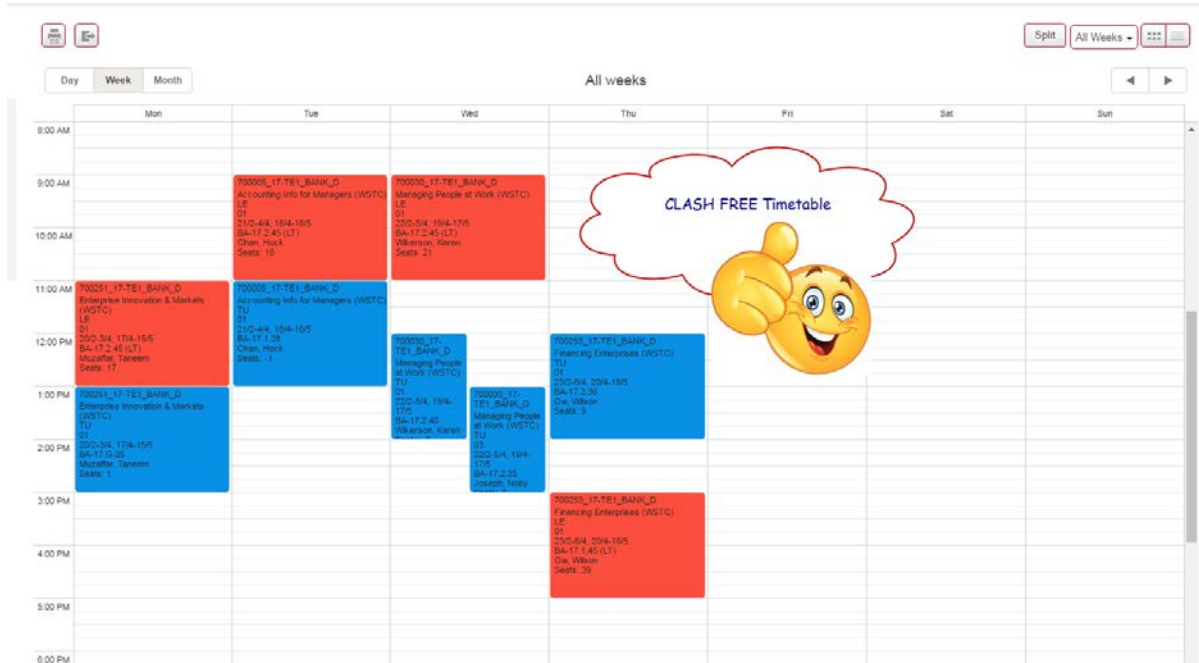 Split
All Weeks
Day Week Month
All weeks
Mon Tue Wed Thu Fri Sat Sun
8:00 AM
9:00 AM
10:00 AM
11:00 AM
12:00 PM
1:00 PM
2:00 PM
3:00 PM
4:00 PM
5:00 PM
6:00 PM
700251_17-TE1_BANK_D
Enterprise Innovation & Markets
(WSTC)
LE
01
20/2-3/4, 17/4-15/5
BA-17.2.45 (LT)
Muzaffar, Taneem
Seats: 17
700251_17-TE1_BANK_D
Enterprise Innovation & Markets
(WSTC)
TU
01
20/2-3/4, 17/4-15/5
BA-17.G.05
Muzaffar, Taneem
Seats: 1
700005_17-TE1_BANK_D
Accounting Info for Managers (WSTC)
LE
01
21/2-4/4, 18/4-16/5
BA-17.2.45 (LT)
Chan, Hock
Seats: 16
700005_17-TE1_BANK_D
Accounting Info for Managers (WSTC)
TU
01
21/2-4/4, 18/4-16/5
BA-17.1.28
Chan, Hock
Seats: -1
700030_17-TE1_BANK_D
Managing People at Work (WSTC)
LE
01
22/2-5/4, 19/4-17/5
BA-17.2.45 (LT)
Wilkerson, Karen
Seats: 21
700030_17-
TE1_BANK_D
Managing People
at Work (WSTC)
TU
01
22/2-5/4, 19/4-
17/5
BA-17.2.40
Wilkerson, Karen
700030_17-
TE1_BANK_D
Managing People
at Work (WSTC)
TU
03
22/2-5/4, 19/4-
17/5
BA-17.2.35
Joseph, Noby
CLASH FREE Timetable
700253_17-TE1_BANK_D
Financing Enterprises (WSTC)
TU
01
23/2-6/4, 20/4-18/5
BA-17.2.36
Ow, Wilson
Seats: 9
700253_17-TE1_BANK_D
Financing Enterprises (WSTC)
LE
01
23/2-6/4, 20/4-18/5
BA-17.1.45 (LT)
Ow, Wilson
Seats: 39